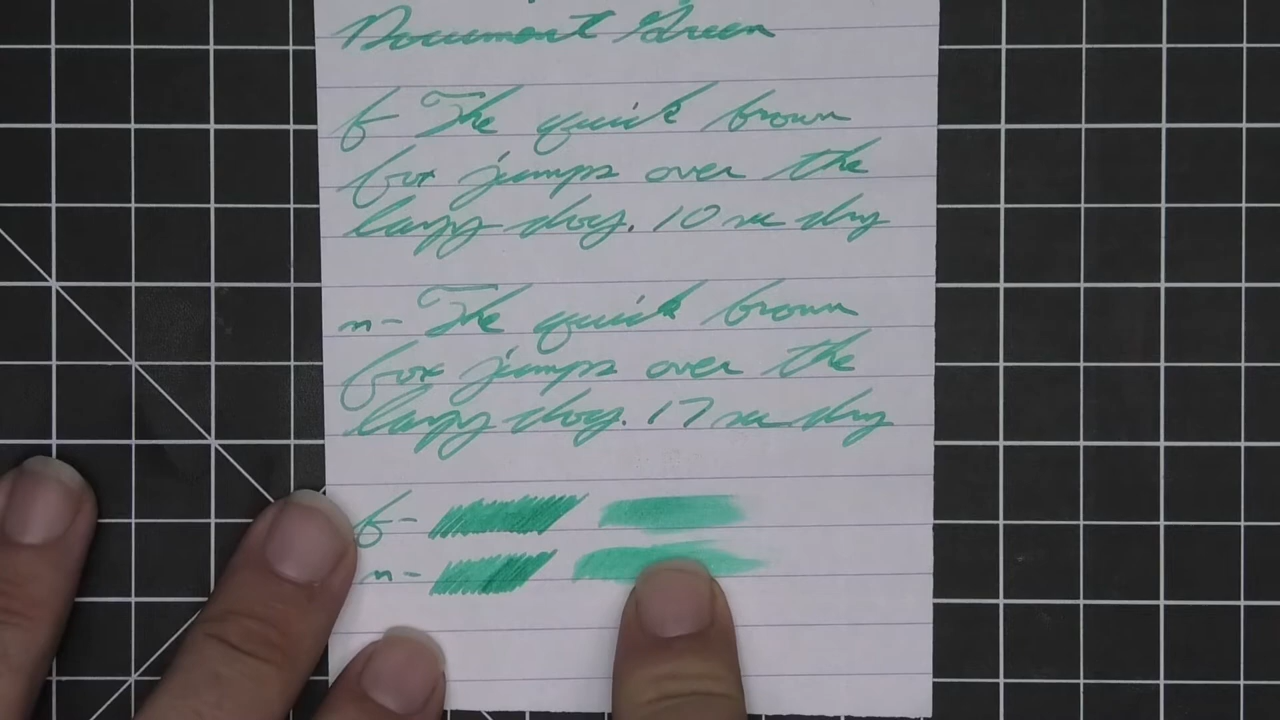 Document Green
f- The quick brown
fox jumps over the
lazy dog. 10 sec dry
m- The quick brown
fox jumps over the
lazy dog. 17 sec dry
f-
m-